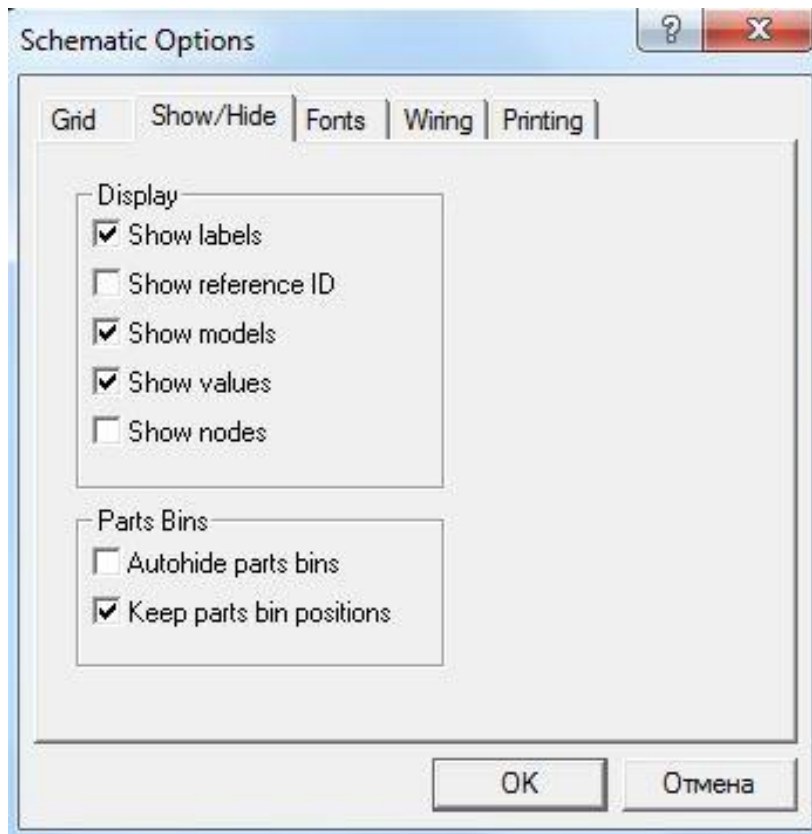 Schematic Options
Grid Show/Hide Fonts Wiring Printing
Display
Show labels
Show reference ID
Show models
Show values
Show nodes
Parts Bins
Autohide parts bins
Keep parts bin positions
OK Отмена